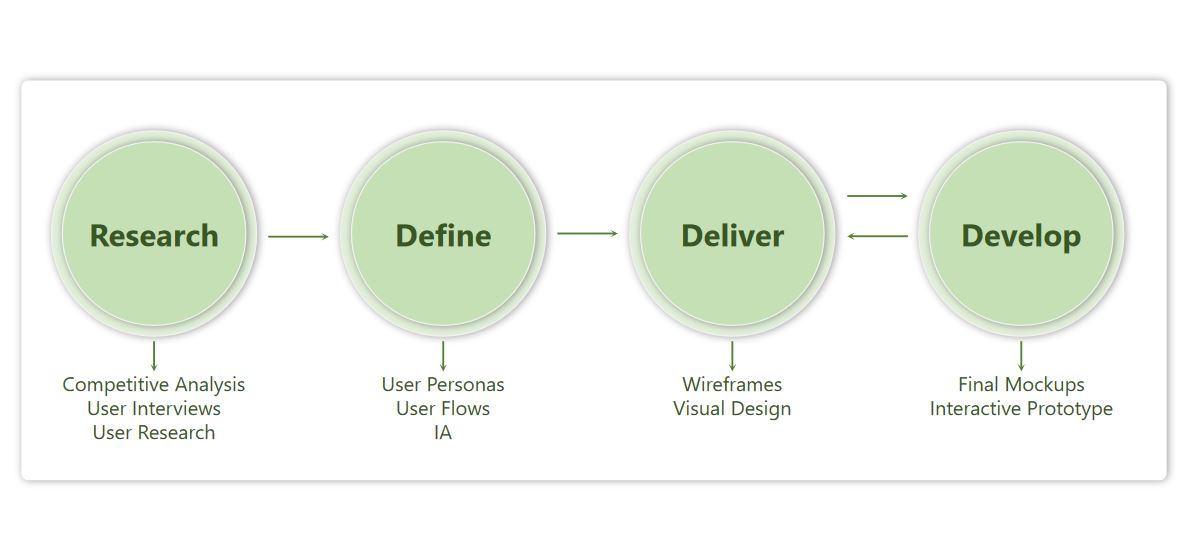 Research
Define
Deliver
Develop
Competitive Analysis
User Interviews
User Research
User Personas
User Flows
IA
Wireframes
Visual Design
Final Mockups
Interactive Prototype